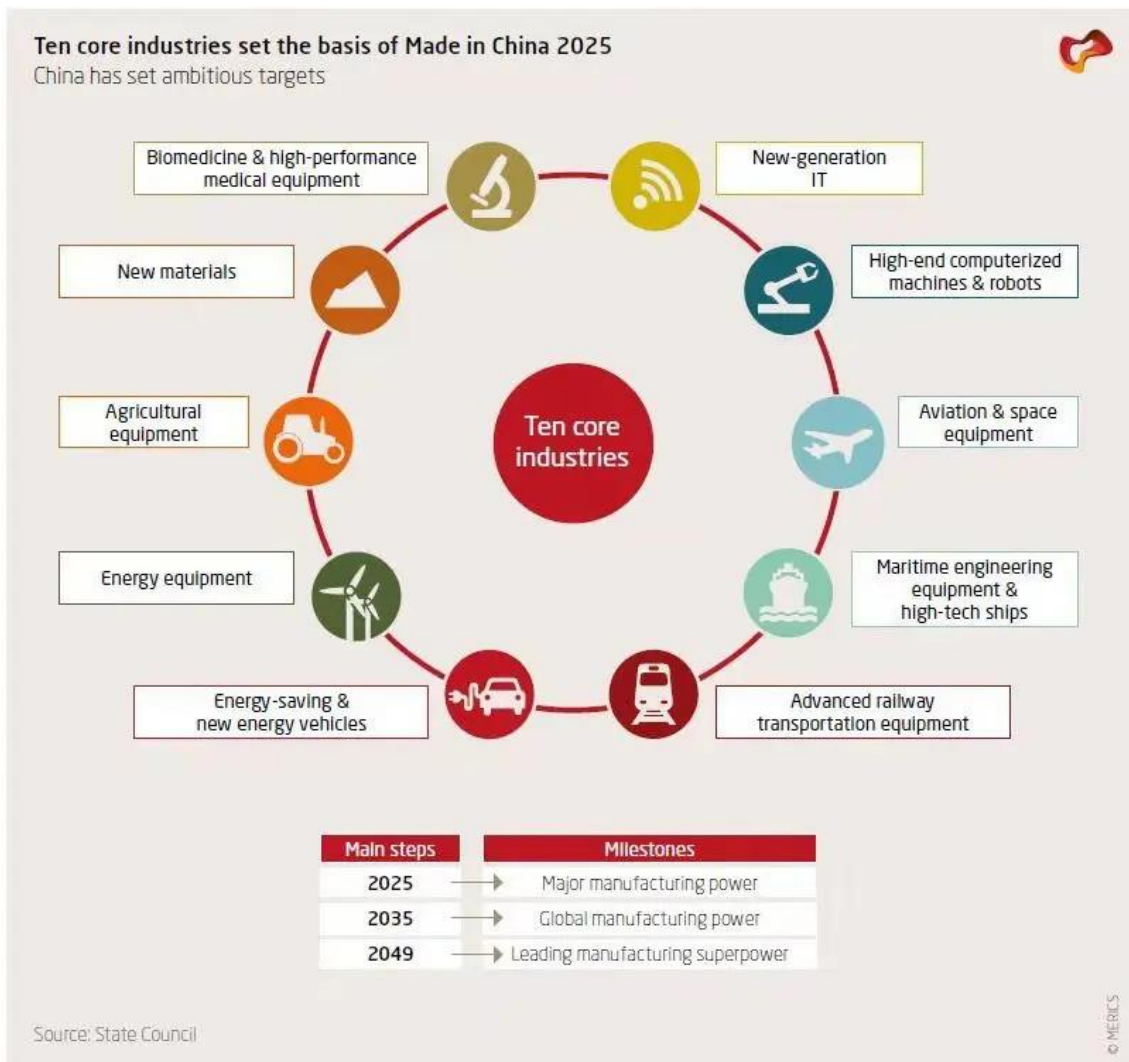 Ten core industries set the basis of Made in China 2025
China has set ambitious targets
Biomedicine & high-performance
medical equipment
New-generation
IT
New materials
High-end computerized
machines & robots
Agricultural
equipment
Ten core
industries
Aviation & space
equipment
Energy equipment
Maritime engineering
equipment &
high-tech ships
Energy-saving &
new energy vehicles
Advanced railway
transportation equipment
Main steps Milestones
2025 Major manufacturing power
2035 Global manufacturing power
2049 Leading manufacturing superpower
Source: State Council
© MERICS